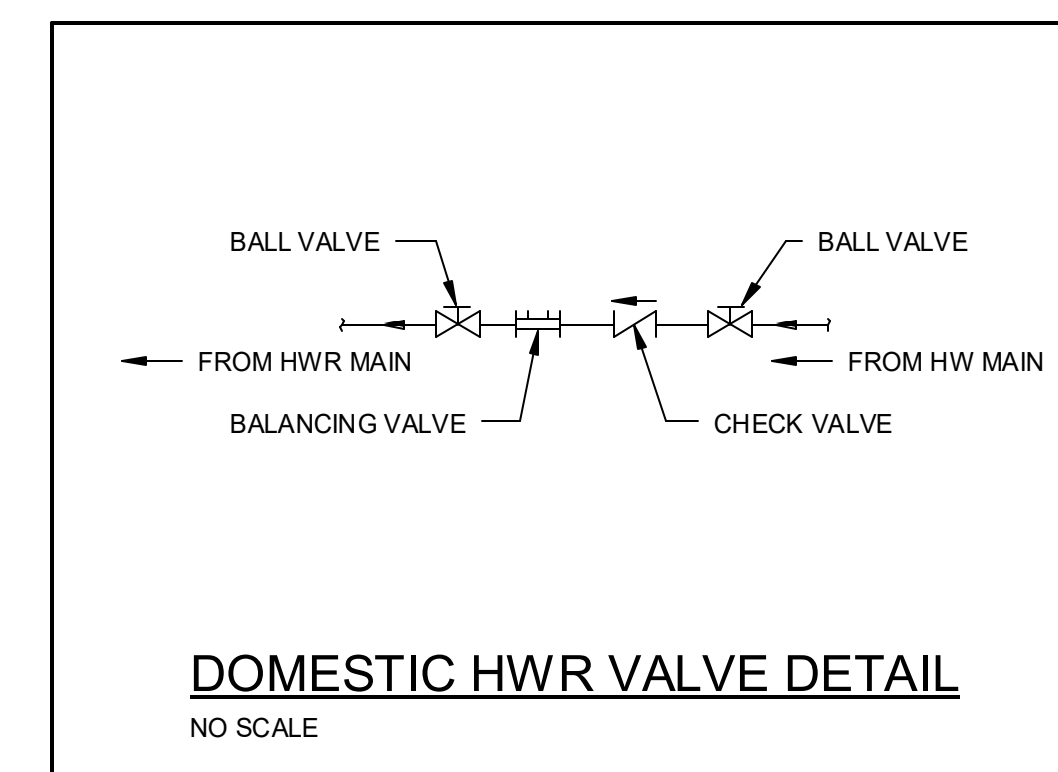 BALL VALVE
BALL VALVE
FROM HWR MAIN
FROM HW MAIN
BALANCING VALVE
CHECK VALVE
DOMESTIC HWR VALVE DETAIL
NO SCALE